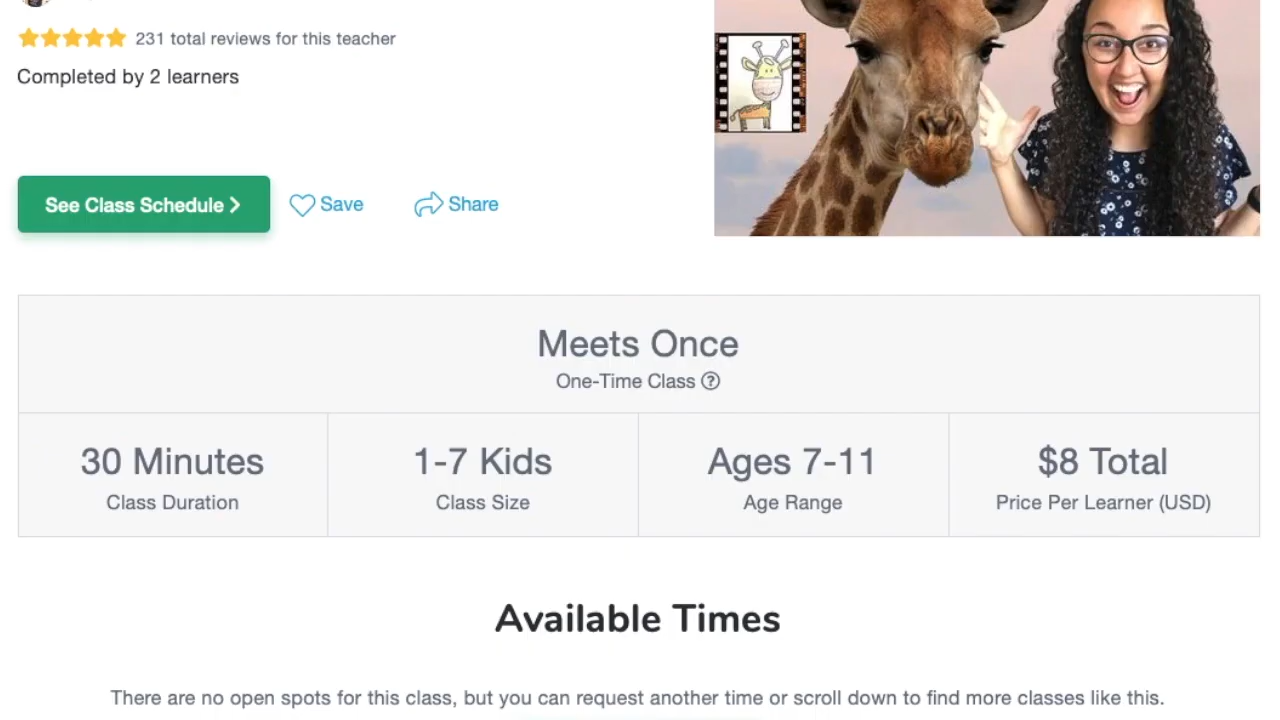 231 total reviews for this teacher
Completed by 2 learners
See Class Schedule
Save
Share
Meets Once
One-Time Class ?
30 Minutes
Class Duration
1-7 Kids
Class Size
Ages 7-11
Age Range
$8 Total
Price Per Learner (USD)
Available Times
There are no open spots for this class, but you can request another time or scroll down to find more classes like this.